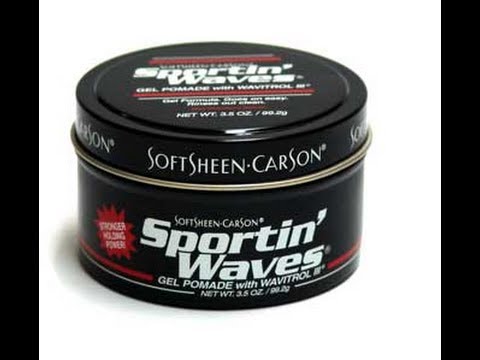 SOFTSHEEN-CARSON
Sportin'
Waves®
GEL POMADE with WAVITROL III®
Gel Formula. Goes on easy.
Rinses out clean.
NET WT. 3.5 OZ. / 99.2g
SOFTSHEEN·CARSON®
SOFTSHEEN-CARSON®
STRONGER
HOLDING
POWER!
Sportin'
Waves®
GEL POMADE with WAVITROL III®
NET WT. 3.5 OZ. / 99.2g